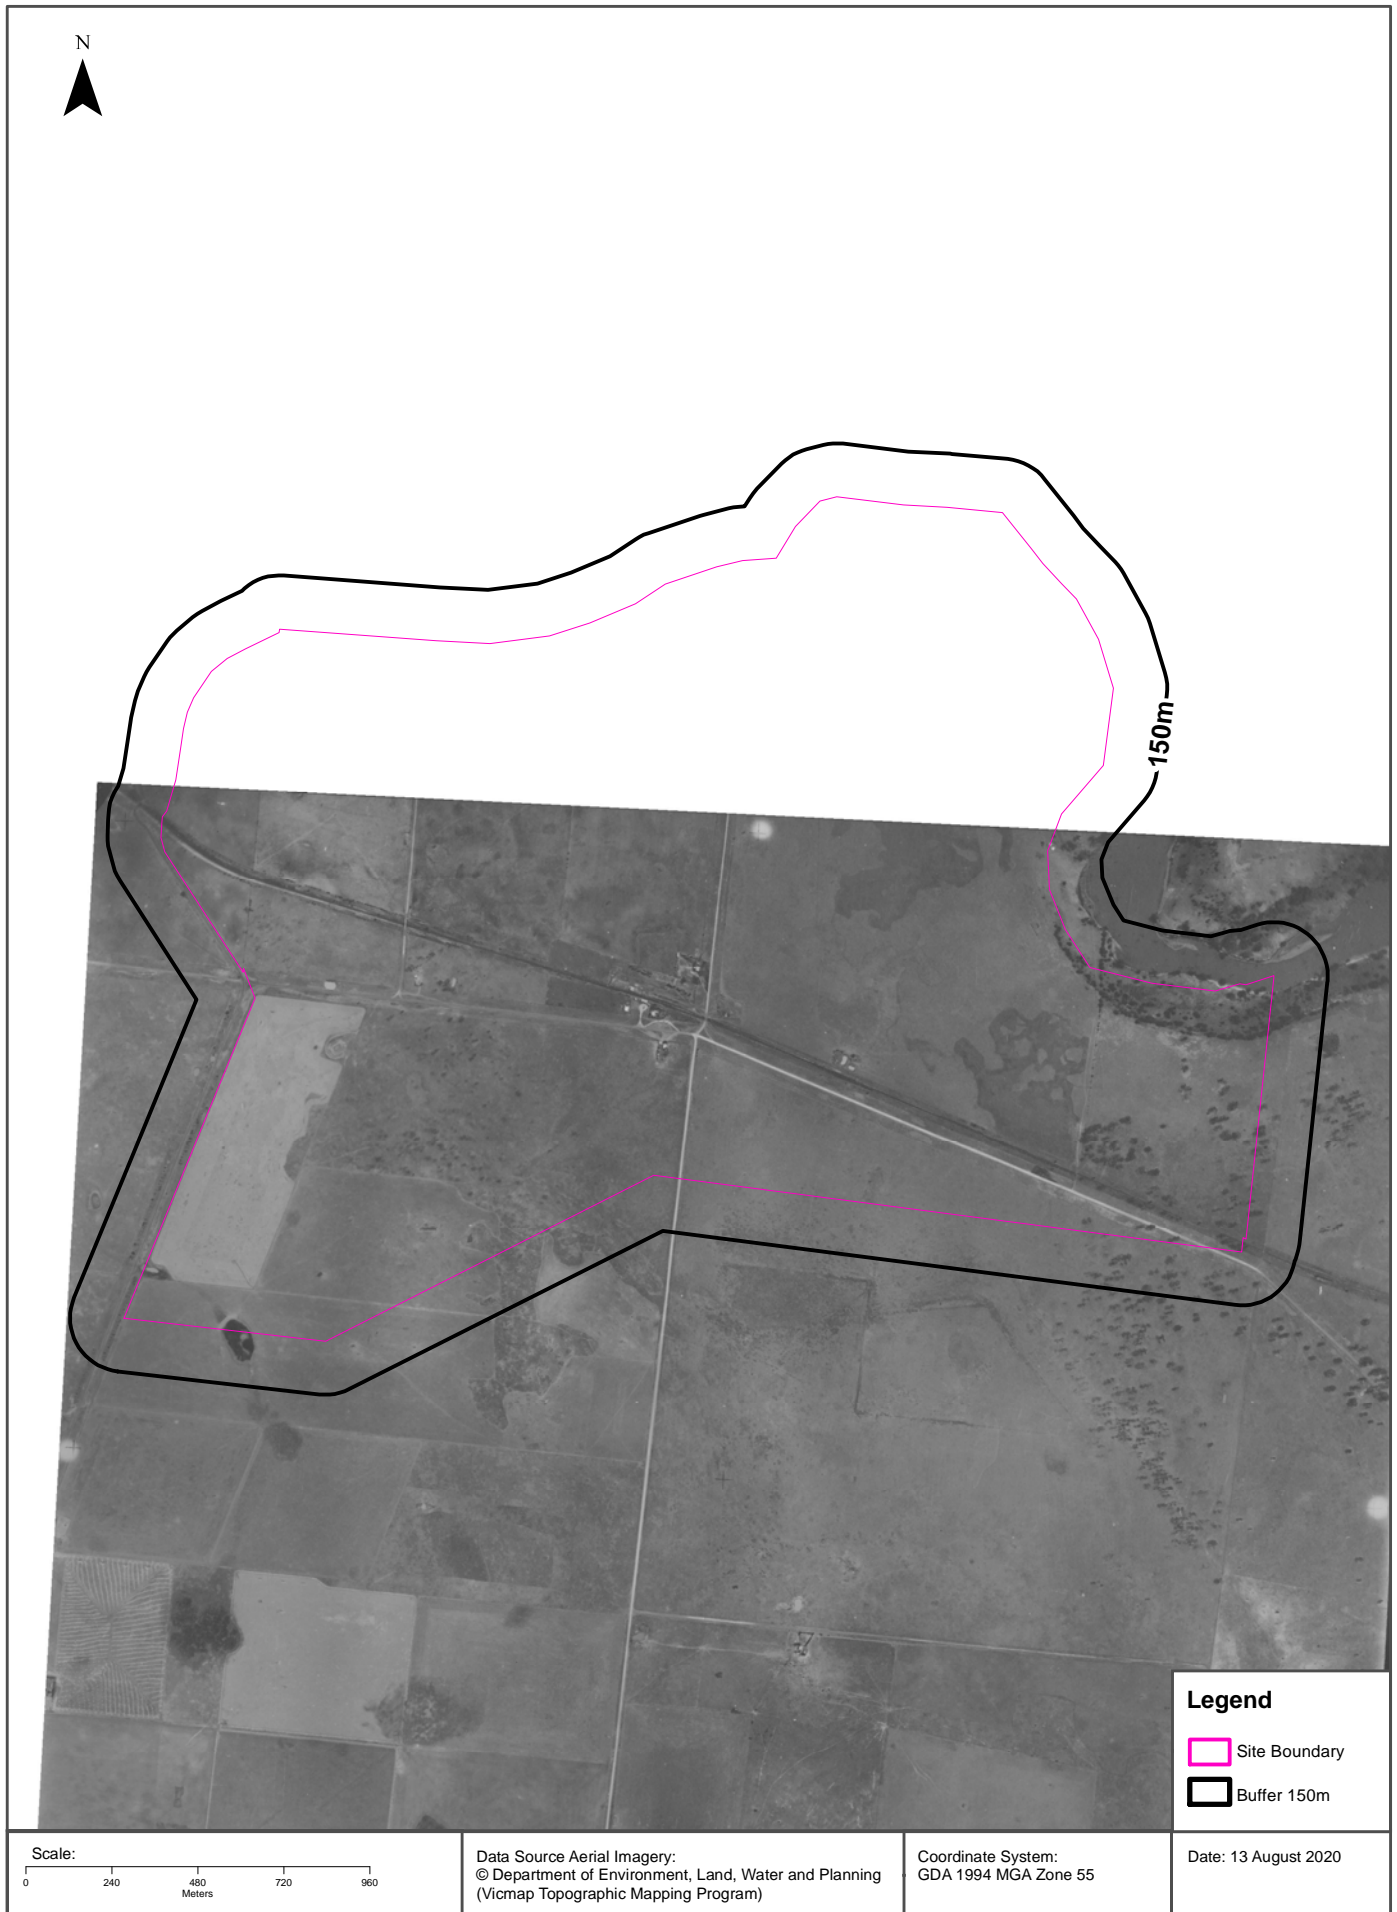 N
150m
Legend
Site Boundary
Buffer 150m
Scale:
0 240 480 720 960
Meters
Data Source Aerial Imagery:
© Department of Environment, Land, Water and Planning
(Vicmap Topographic Mapping Program)
Coordinate System:
GDA 1994 MGA Zone 55
Date: 13 August 2020